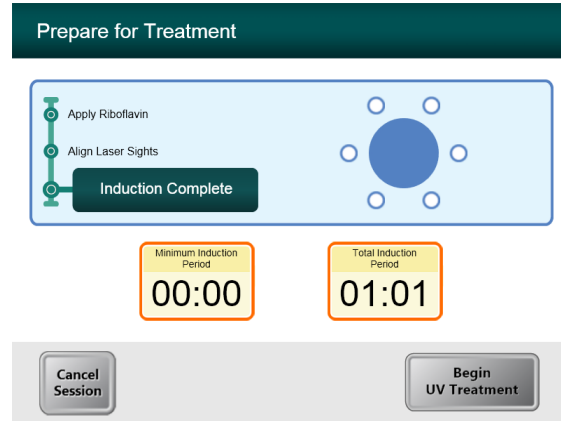 Prepare for Treatment
Apply Riboflavin
Align Laser Sights
Induction Complete
Minimum Induction
Period
00:00
Total Induction
Period
01:01
Cancel
Session
Begin
UV Treatment